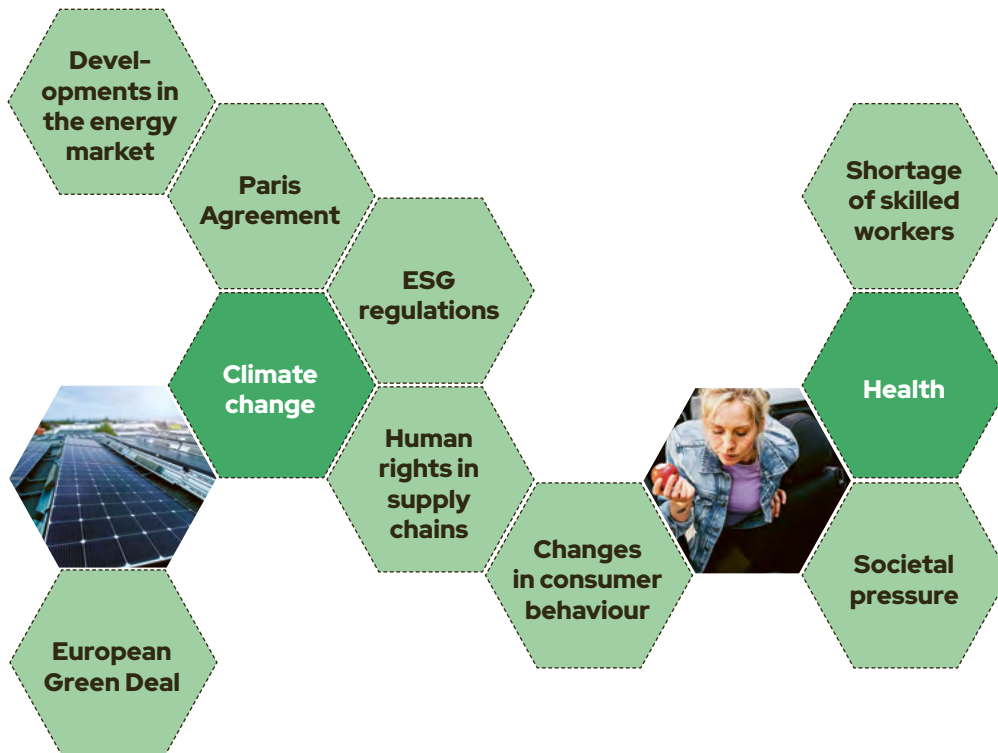 Devel-
opments in
the energy
market
Paris
Agreement
ESG
regulations
Climate
change
Human
rights in
supply
chains
Changes
in consumer
behaviour
European
Green Deal
Shortage
of skilled
workers
Health
Societal
pressure